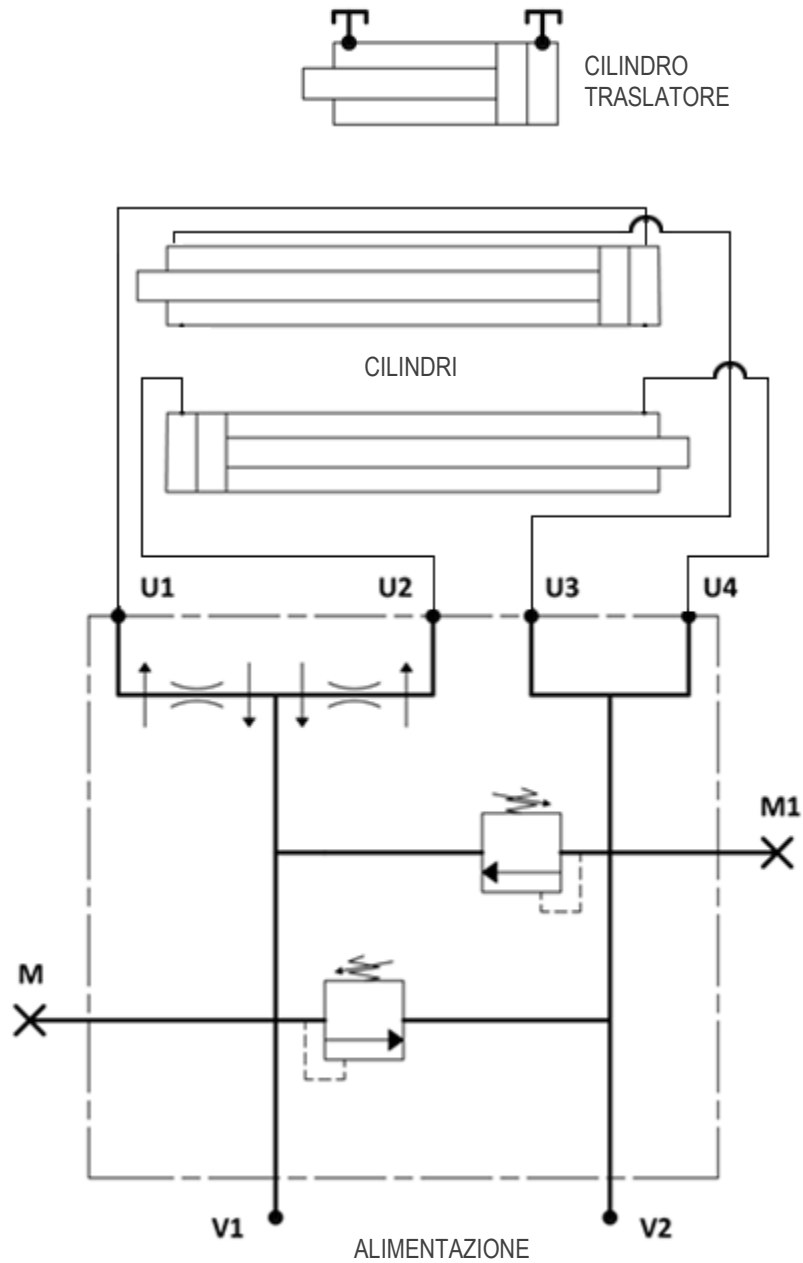 CILINDRO
TRASLATORE
CILINDRI
U1
U2
U3
U4
M1
M
V1
V2
ALIMENTAZIONE